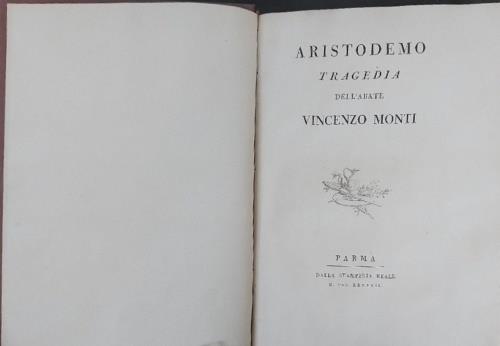 ARISTODEMO
TRAGEDIA
DELL'ABATE
VINCENZO MONTI
PARMA
DALLA STAMPERIA REALE